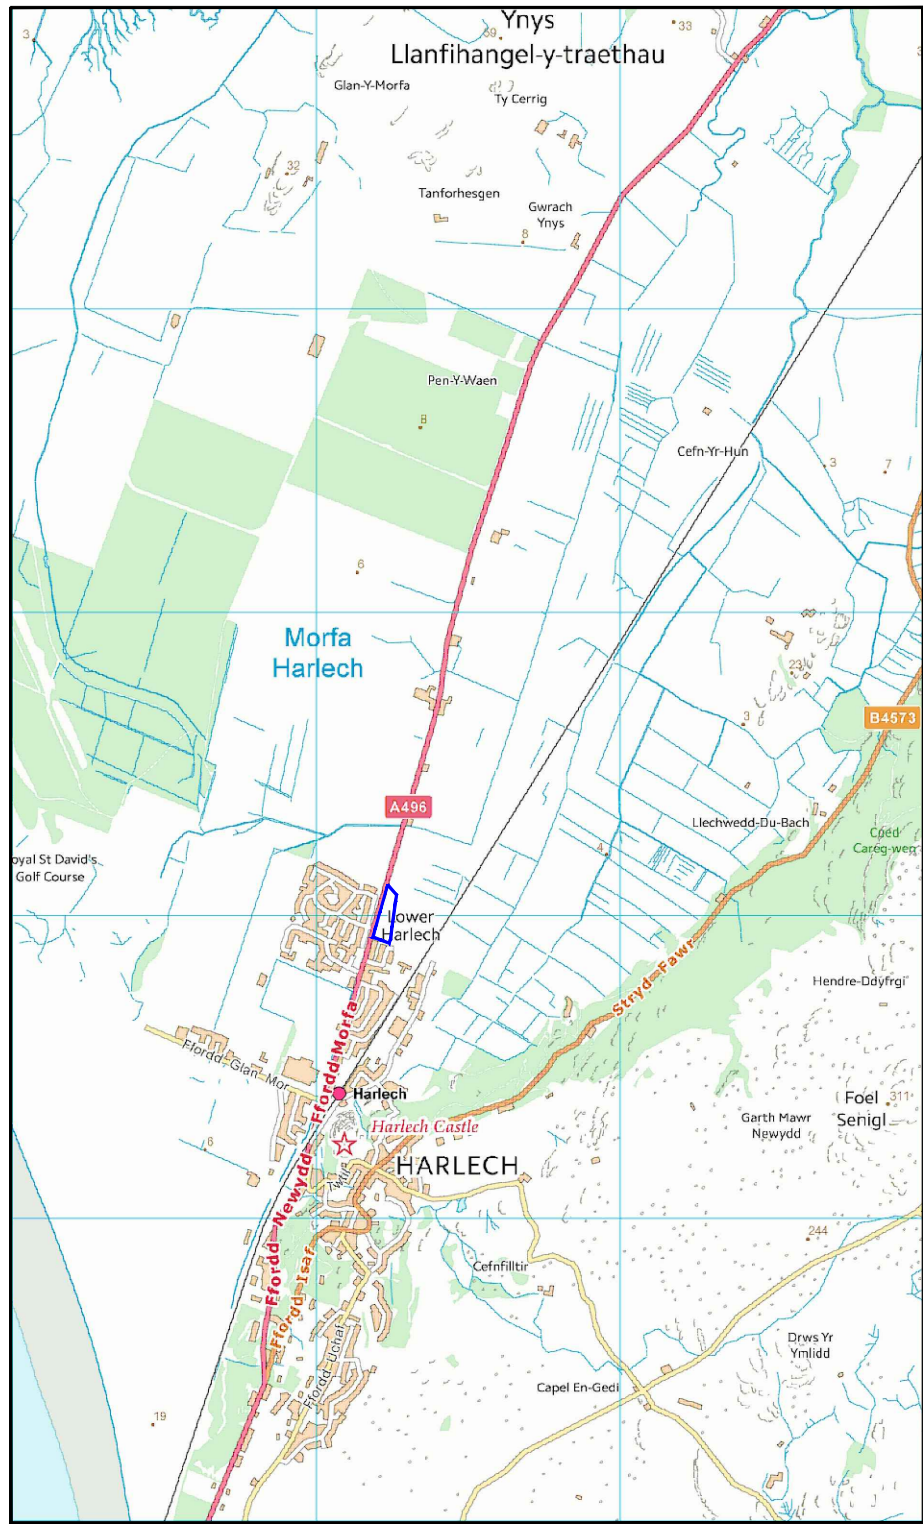 Ynys
Llanfihangel-y-traethau
3
59
33
Glan-Y-Morfa
Ty Cerrig
32
Tanforhesgen
Gwrach
Ynys
8
Pen-Y-Waen
8
Cefn-Yr-Hun
3
7
6
Morfa
Harlech
23
3
B4573
A496
Llechwedd-Du-Bach
Coed
Careg-wen
4
oyal St David's
Golf Course
Lower
Harlech
Hendre-Ddyfrgi
Stryd-Fawr
Ffordd-Morfa
Ffordd-Glan-Mor
Harlech
Foel
Senigl
311
Garth Mawr
Newydd
Harlech Castle
6
HARLECH
Twtil
Ffordd-Newydd
244
Ffordd-Isaf
Cefnfilltir
Drws Yr
Ymlidd
Ffordd-Uchaf
Capel En-Gedi
19